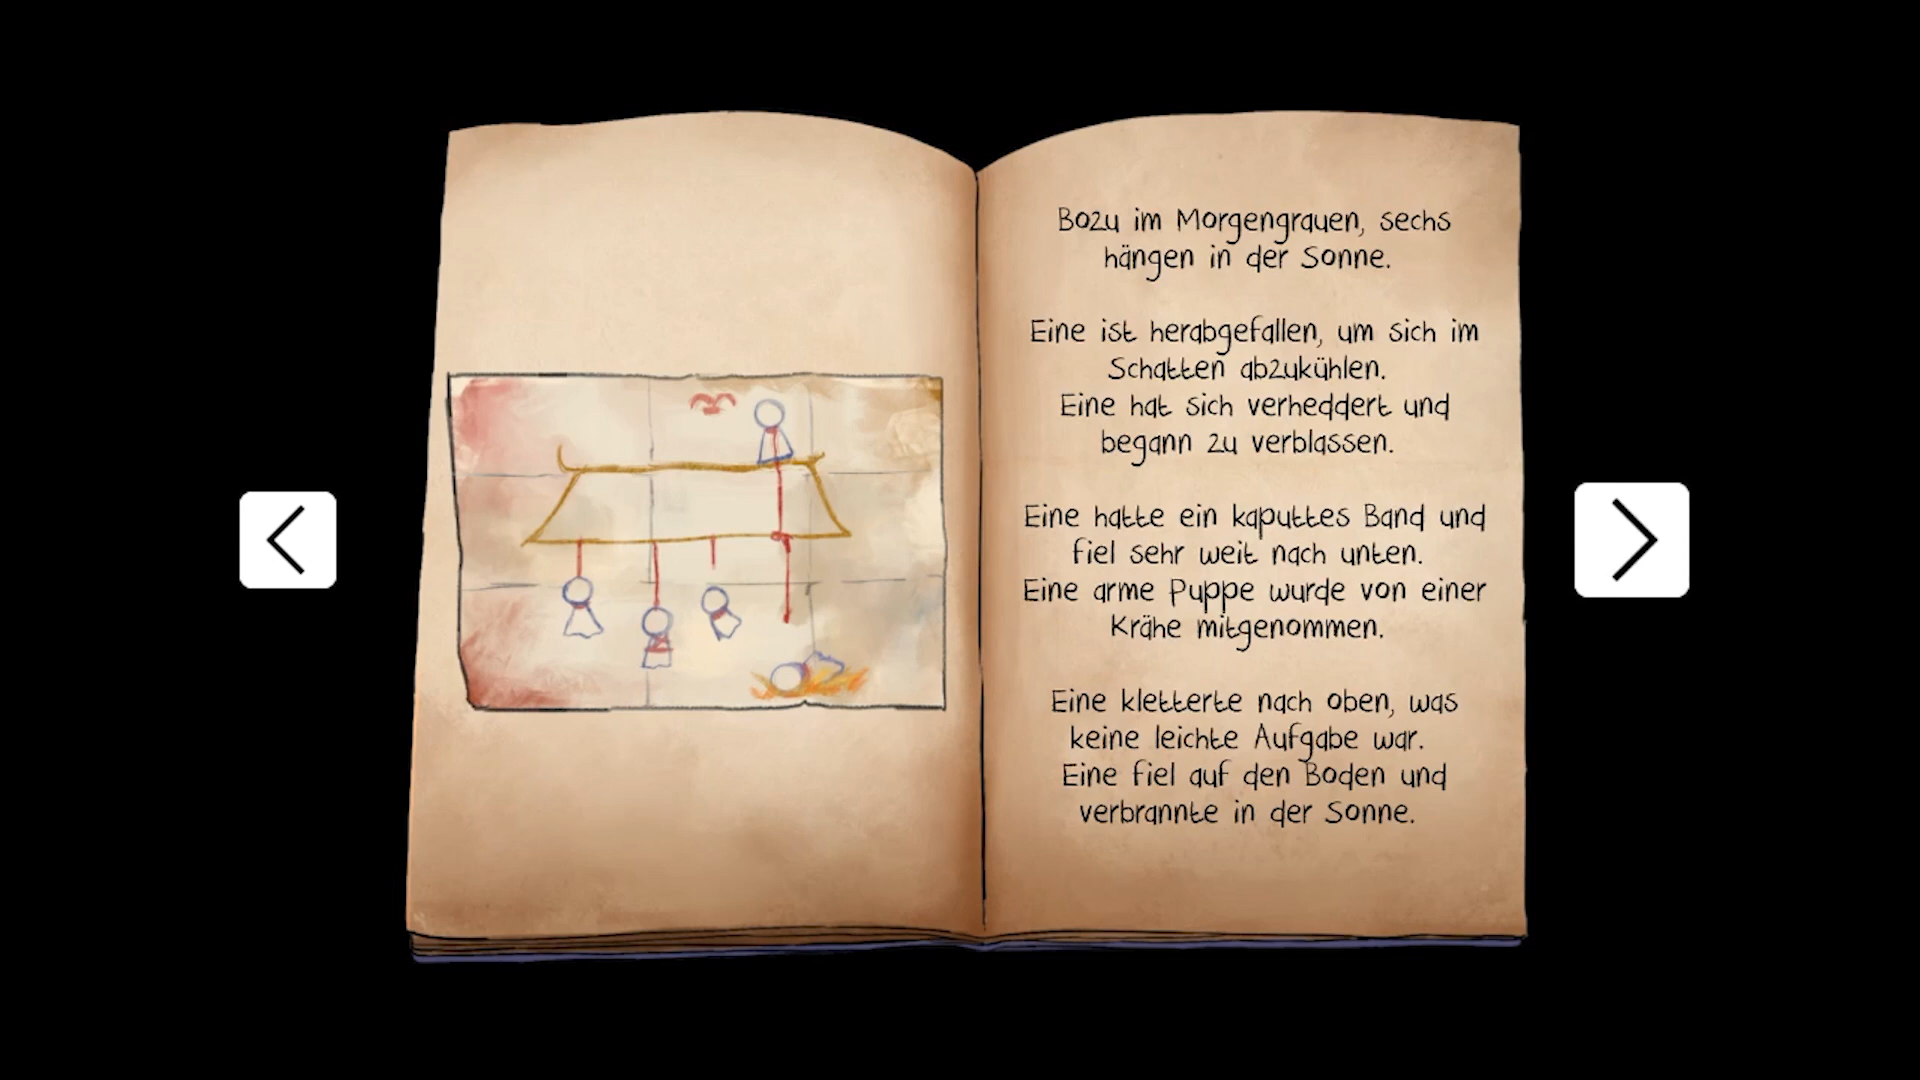 Bozu im Morgengrauen, sechs
hängen in der Sonne.
Eine ist herabgefallen, um sich im
Schatten abzukühlen.
Eine hat sich verheddert und
begann zu verblassen.
Eine hatte ein kaputtes Band und
fiel sehr weit nach unten.
Eine arme Puppe wurde von einer
Krähe mitgenommen.
Eine kletterte nach oben, was
keine leichte Aufgabe war.
Eine fiel auf den Boden und
verbrannte in der Sonne.